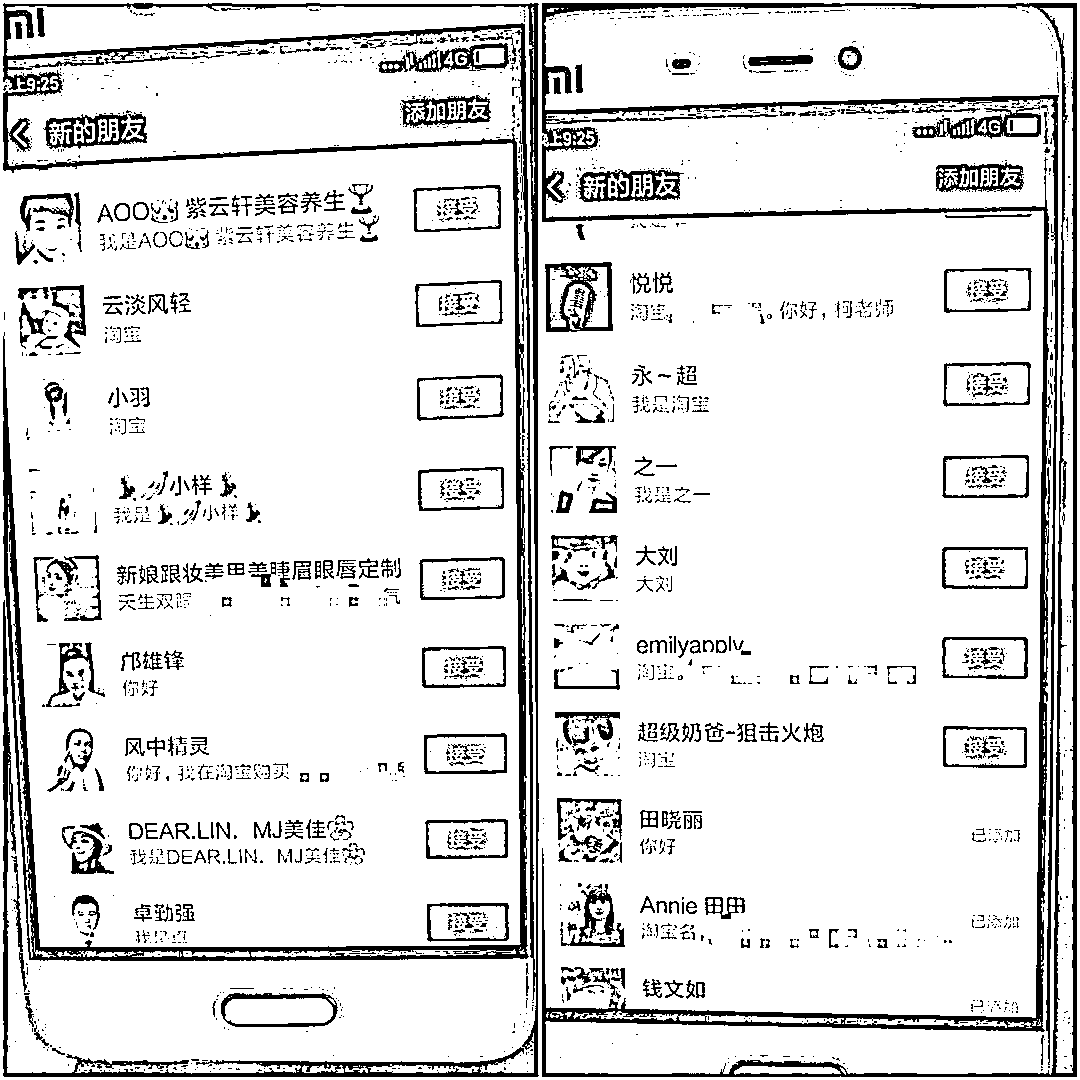 MI
上9:25
4G
新的朋友
添加朋友
AOO 紫云轩美容养生
接受
我是AOO 紫云轩美容养生
云淡风轻
接受
淘宝
小羽
接受
淘宝
小样
接受
我是 小样
新娘跟妆美甲美睫眉眼唇定制
接受
天生双
气
邝雄锋
接受
你好
风中精灵
接受
你好，我在淘宝购买
DEAR.LIN. MJ美佳
接受
我是DEAR.LIN. MJ美佳
卓勤强
接受
我是卓
MI
上9:25
4G
新的朋友
添加朋友
悦悦
接受
淘宝 。你好，柯老师
永~超
接受
我是淘宝
之一
接受
我是之一
大刘
接受
大刘
emilyapply_
接受
淘宝。
超级奶爸-狙击火炮
接受
淘宝
田晓丽
已添加
你好
Annie 田田
已添加
淘宝名
钱文如
已添加